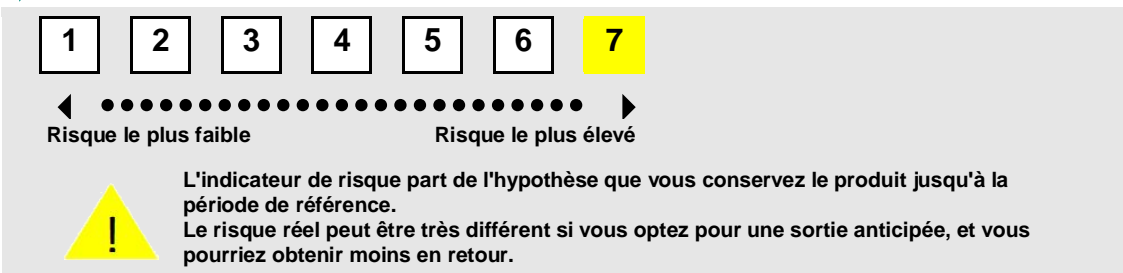 1 2 3 4 5 6 7
Risque le plus faible Risque le plus élevé
L'indicateur de risque part de l'hypothèse que vous conservez le produit jusqu'à la
période de référence.
Le risque réel peut être très différent si vous optez pour une sortie anticipée, et vous
pourriez obtenir moins en retour.
!